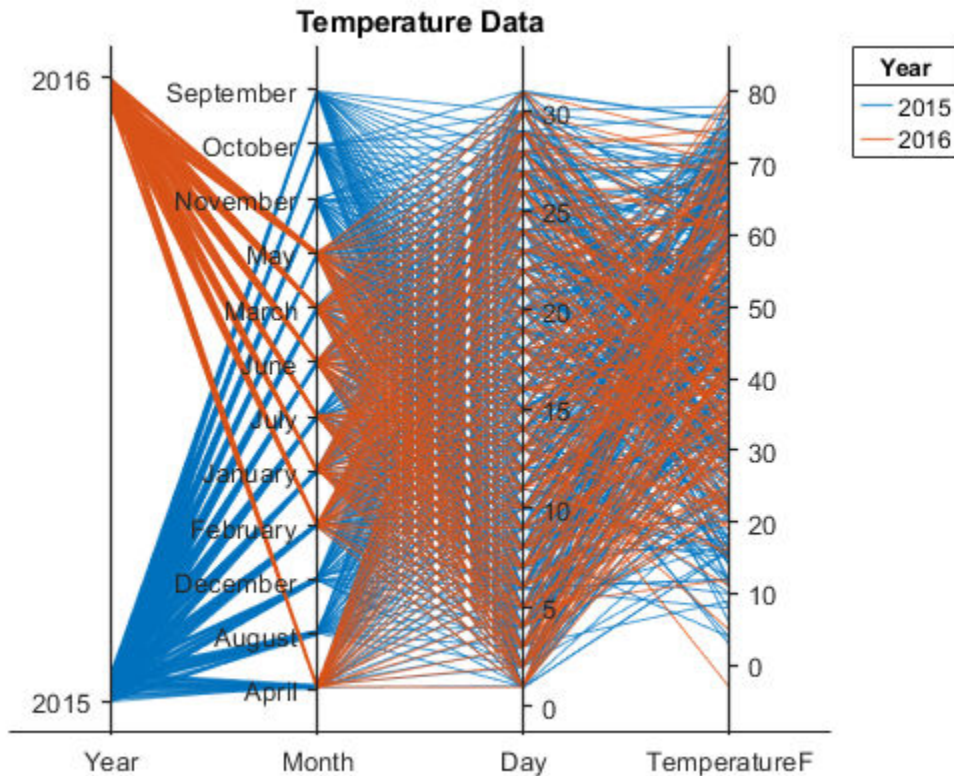 Temperature Data
Year
2015
2016
2016
2015
September
October
November
May
March
June
July
January
February
December
August
April
30
25
20
15
10
5
0
80
70
60
50
40
30
20
10
0
Year
Month
Day
TemperatureF